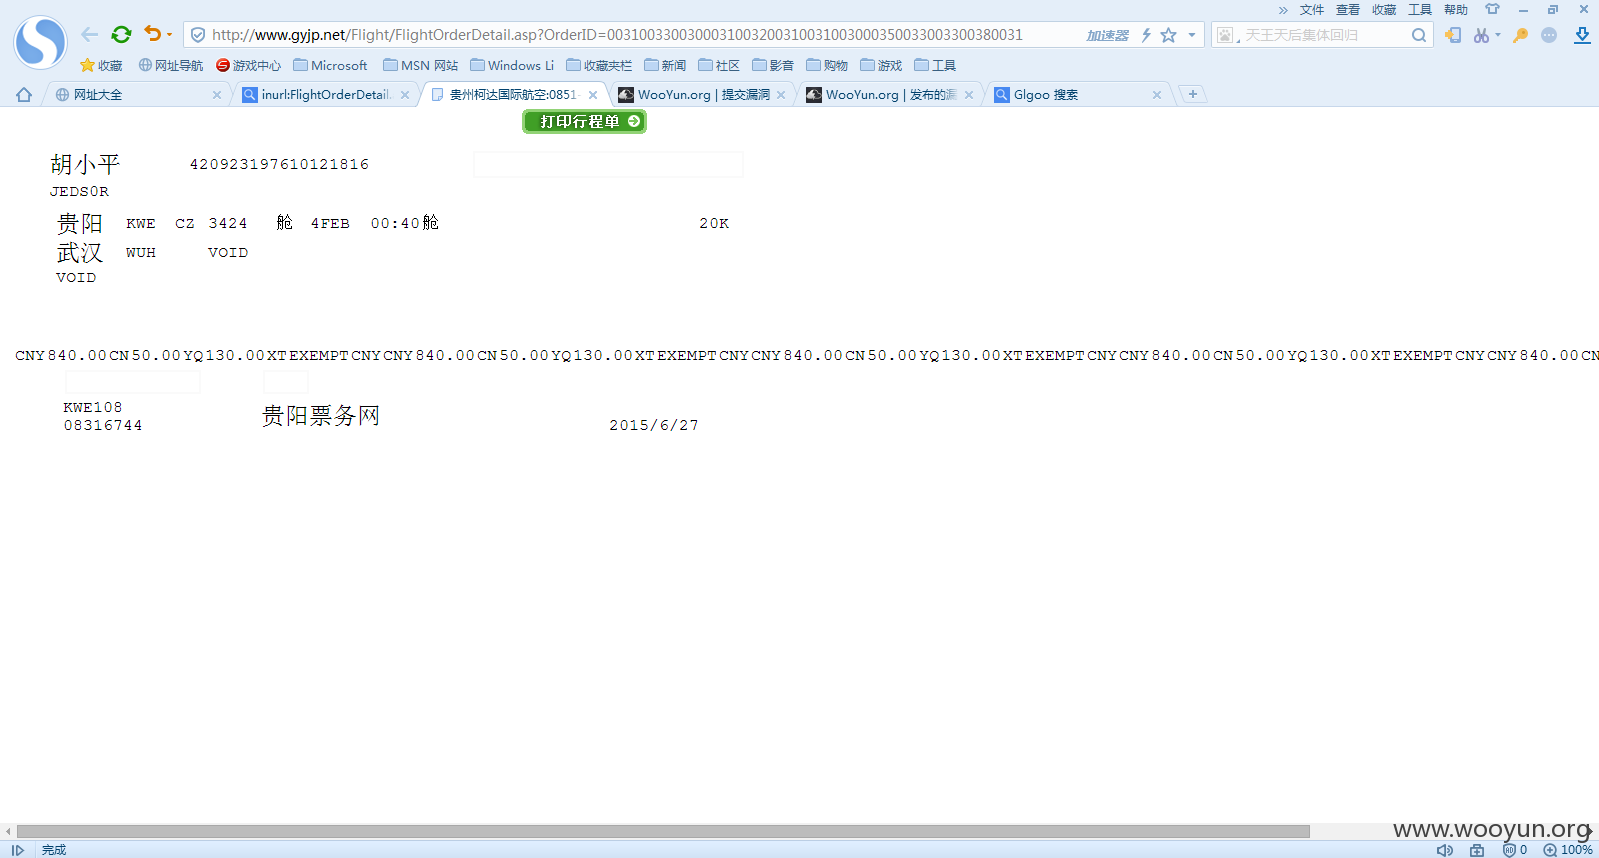 » 文件 查看 收藏 工具 帮助
http://www.gyjp.net/Flight/FlightOrderDetail.asp?OrderID=0031003300300031003200310031003000350033003300380031 加速器 天王天后集体回归
收藏 网址导航 游戏中心 Microsoft MSN 网站 Windows Li 收藏夹栏 新闻 社区 影音 购物 游戏 工具
网址大全 inurl:FlightOrderDetail. 贵州柯达国际航空:0851- WooYun.org | 提交漏洞 WooYun.org | 发布的漏 Glgoo 搜索
打印行程单
胡小平 420923197610121816
JEDS0R
贵阳 KWE CZ 3424 舱 4FEB 00:40舱 20K
武汉 WUH VOID
VOID
CNY840.00CN50.00YQ130.00XTEXEMPTCNYCNY840.00CN50.00YQ130.00XTEXEMPTCNYCNY840.00CN50.00YQ130.00XTEXEMPTCNYCNY840.00CN50.00YQ130.00XTEXEMPTCNYCNY840.00CN
KWE108
08316744 贵阳票务网 2015/6/27
www.wooyun.org
完成 0 100%